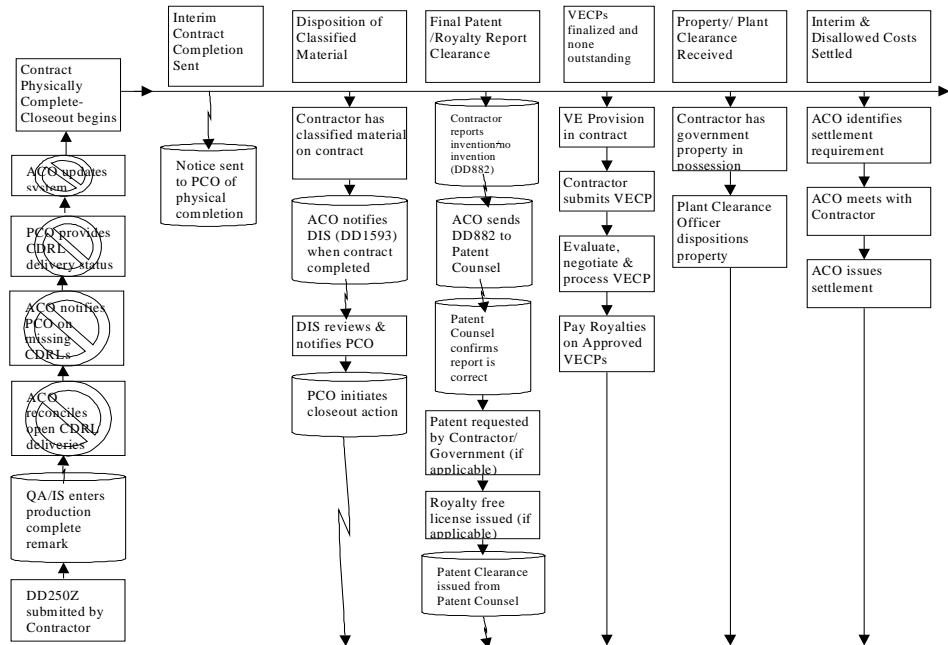 Contract
Physically
Complete-
Closeout begins
ACO updates
system
PCO provides
CDRL
delivery status
ACO notifies
PCO on
missing
CDRLs
ACO
reconciles
open CDRL
deliveries
QA/IS enters
production
complete
remark
DD250Z
submitted by
Contractor
Interim
Contract
Completion
Sent
Notice sent
to PCO of
physical
completion
Disposition of
Classified
Material
Contractor has
classified material
on contract
ACO notifies
DIS (DD1593)
when contract
completed
DIS reviews &
notifies PCO
PCO initiates
closeout action
Final Patent
/Royalty Report
Clearance
Contractor
reports
invention/no
invention
(DD882)
ACO sends
DD882 to
Patent
Counsel
Patent
Counsel
confirms
report is
correct
Patent requested
by Contractor/
Government (if
applicable)
Royalty free
license issued (if
applicable)
Patent Clearance
issued from
Patent Counsel
VECPs
finalized and
none
outstanding
VE Provision
in contract
Contractor
submits VECP
Evaluate,
negotiate &
process VECP
Pay Royalties
on Approved
VECPs
Property/ Plant
Clearance
Received
Contractor has
government
property in
possession
Plant Clearance
Officer
dispositions
property
Interim &
Disallowed Costs
Settled
ACO identifies
settlement
requirement
ACO meets with
Contractor
ACO issues
settlement